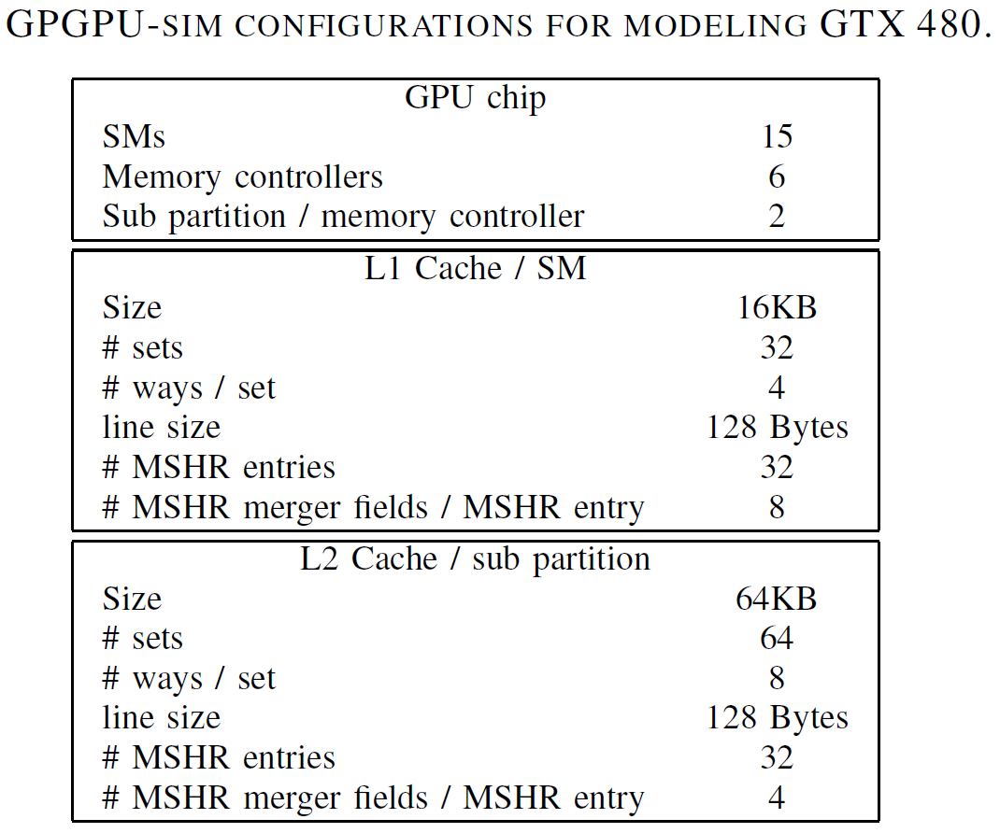 GPGPU-SIM CONFIGURATIONS FOR MODELING GTX 480.
GPU chip
SMs 15
Memory controllers 6
Sub partition / memory controller 2
L1 Cache / SM
Size 16KB
# sets 32
# ways / set 4
line size 128 Bytes
# MSHR entries 32
# MSHR merger fields / MSHR entry 8
L2 Cache / sub partition
Size 64KB
# sets 64
# ways / set 8
line size 128 Bytes
# MSHR entries 32
# MSHR merger fields / MSHR entry 4